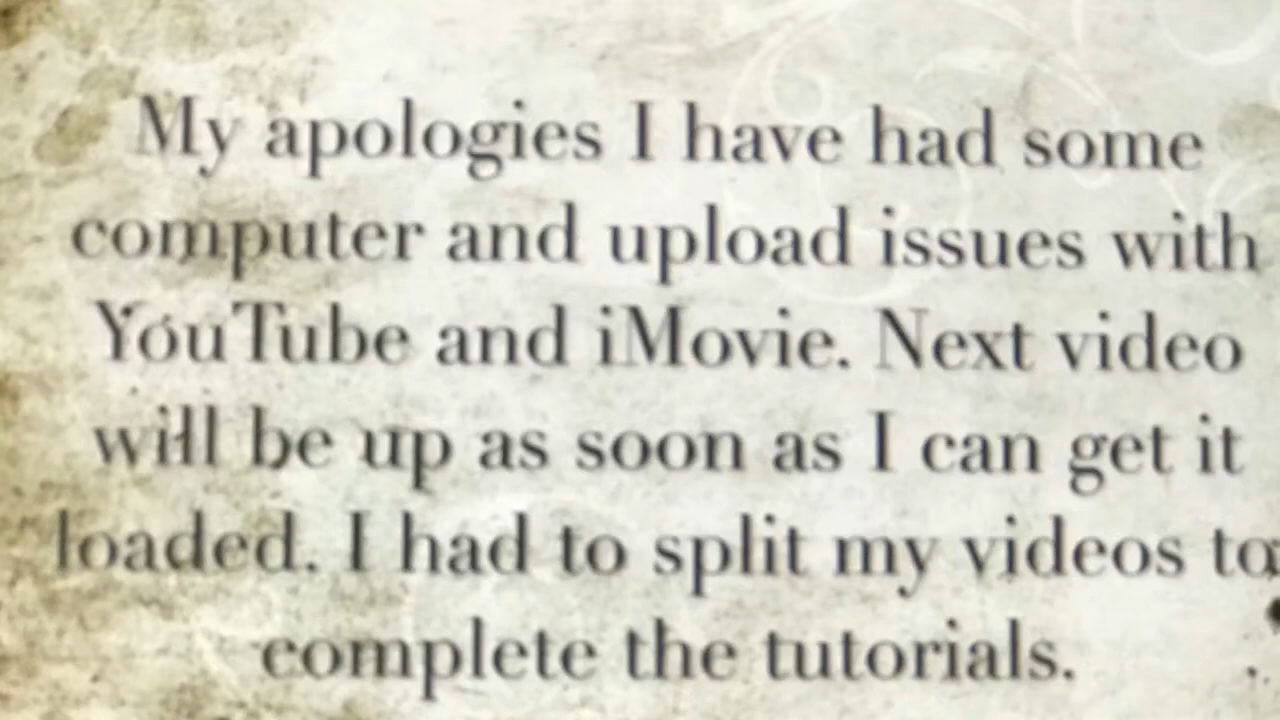 My apologies I have had some
computer and upload issues with
YouTube and iMovie. Next video
will be up as soon as I can get it
loaded. I had to split my videos to
complete the tutorials.